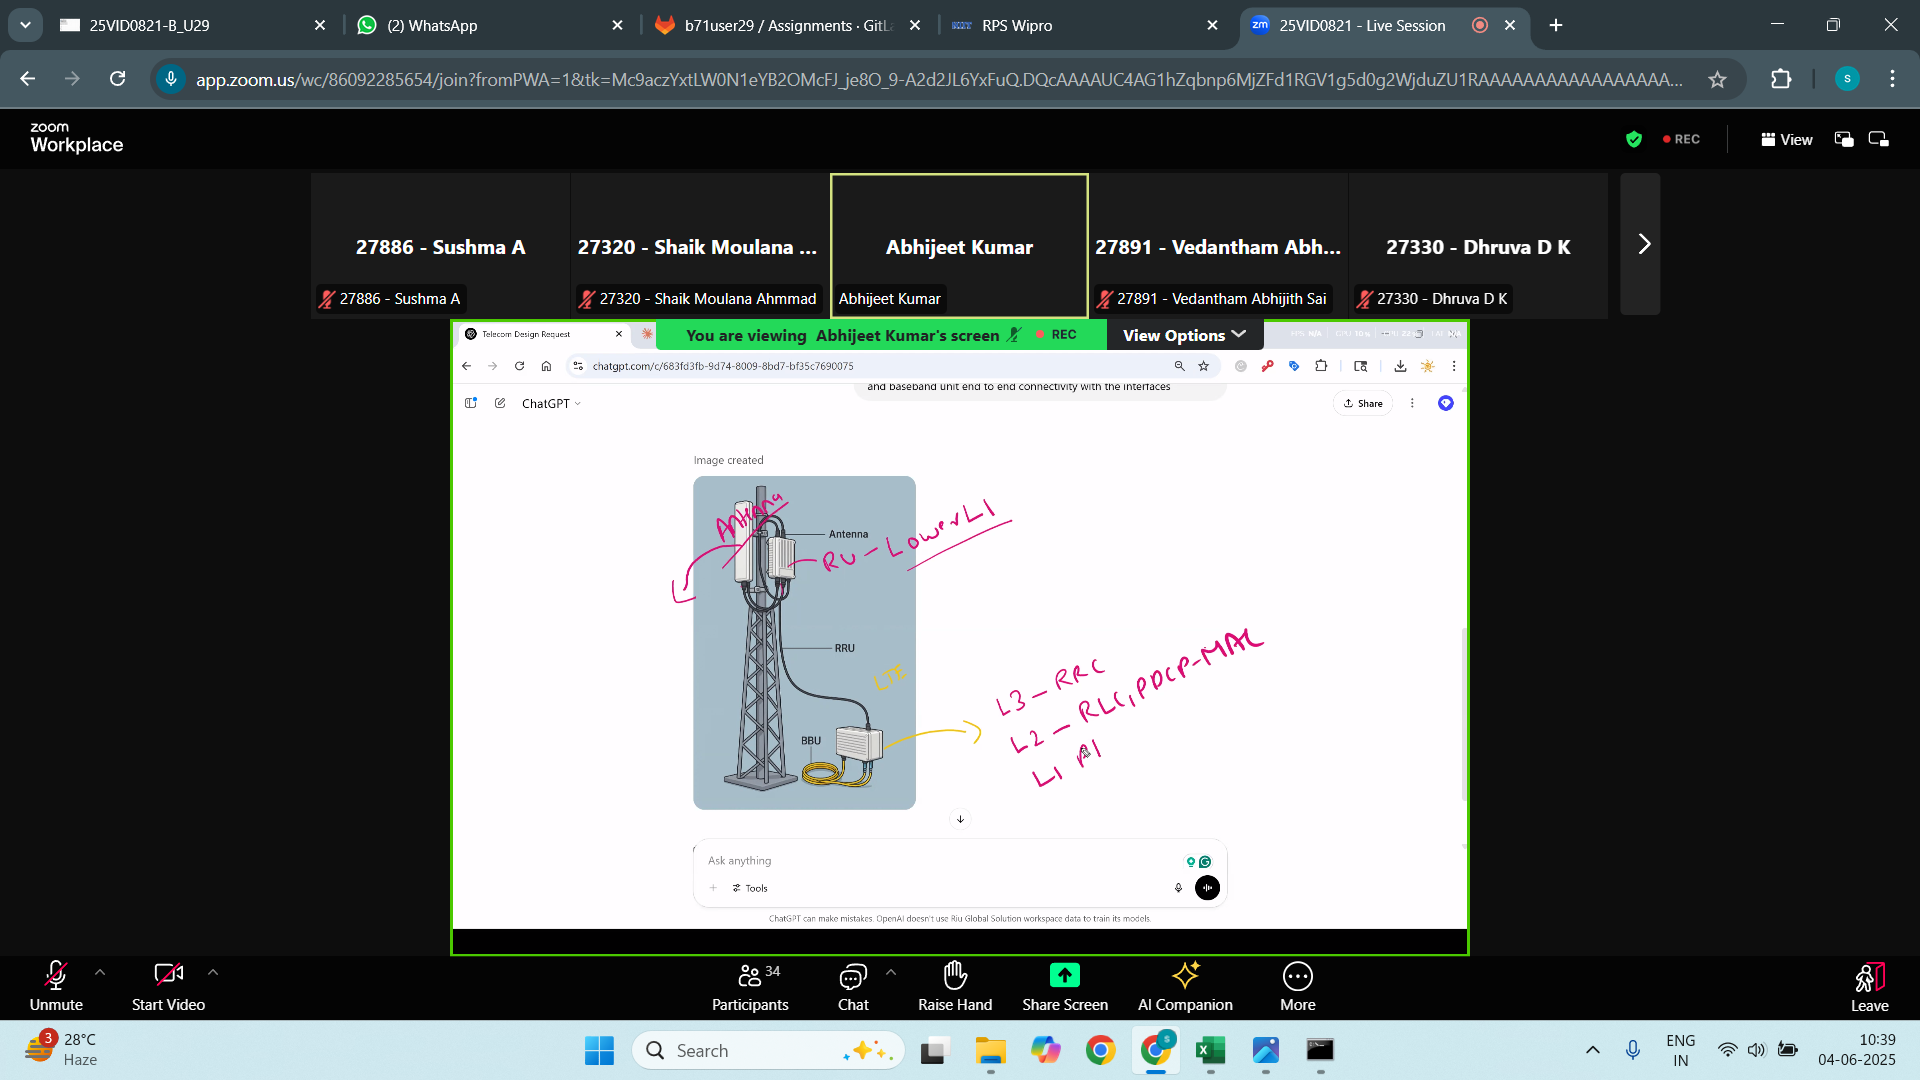 25VID0821-B_U29
(2) WhatsApp
b71user29 / Assignments · GitL
RPS Wipro
zm 25VID0821 - Live Session
app.zoom.us/wc/86092285654/join?fromPWA=1&tk=Mc9aczYxtLW0N1eYB2OMcFJ_je8O_9-A2d2JL6YxFuQ.DQcAAAAUC4AG1hZqbnp6MjZFd1RGV1g5d0g2WjduZU1RAAAAAAAAAAAAAAAAA...
S
zoom
Workplace
REC
View
27886 - Sushma A
27320 - Shaik Moulana ...
Abhijeet Kumar
27891 - Vedantham Abh...
27330 - Dhruva D K
27886 - Sushma A
27320 - Shaik Moulana Ahmmad
Abhijeet Kumar
27891 - Vedantham Abhijith Sai
27330 - Dhruva D K
Telecom Design Request
You are viewing Abhijeet Kumar's screen
REC
View Options
chatgpt.com/c/683fd3fb-9d74-8009-8bd7-bf35c7690075
and baseband unit end to end connectivity with the interfaces
ChatGPT
Share
Image created
Antenna
Antenna
RU - Lower L1
RRU
LTE
L3 - RRC
L2 - RLC, PDCP-MAC
BBU
L1
Ask anything
Tools
ChatGPT can make mistakes. OpenAI doesn't use Riu Global Solution workspace data to train its models.
Unmute
Start Video
34
Participants
Chat
Raise Hand
Share Screen
AI Companion
More
Leave
3
28°C
Haze
Search
ENG
IN
10:39
04-06-2025